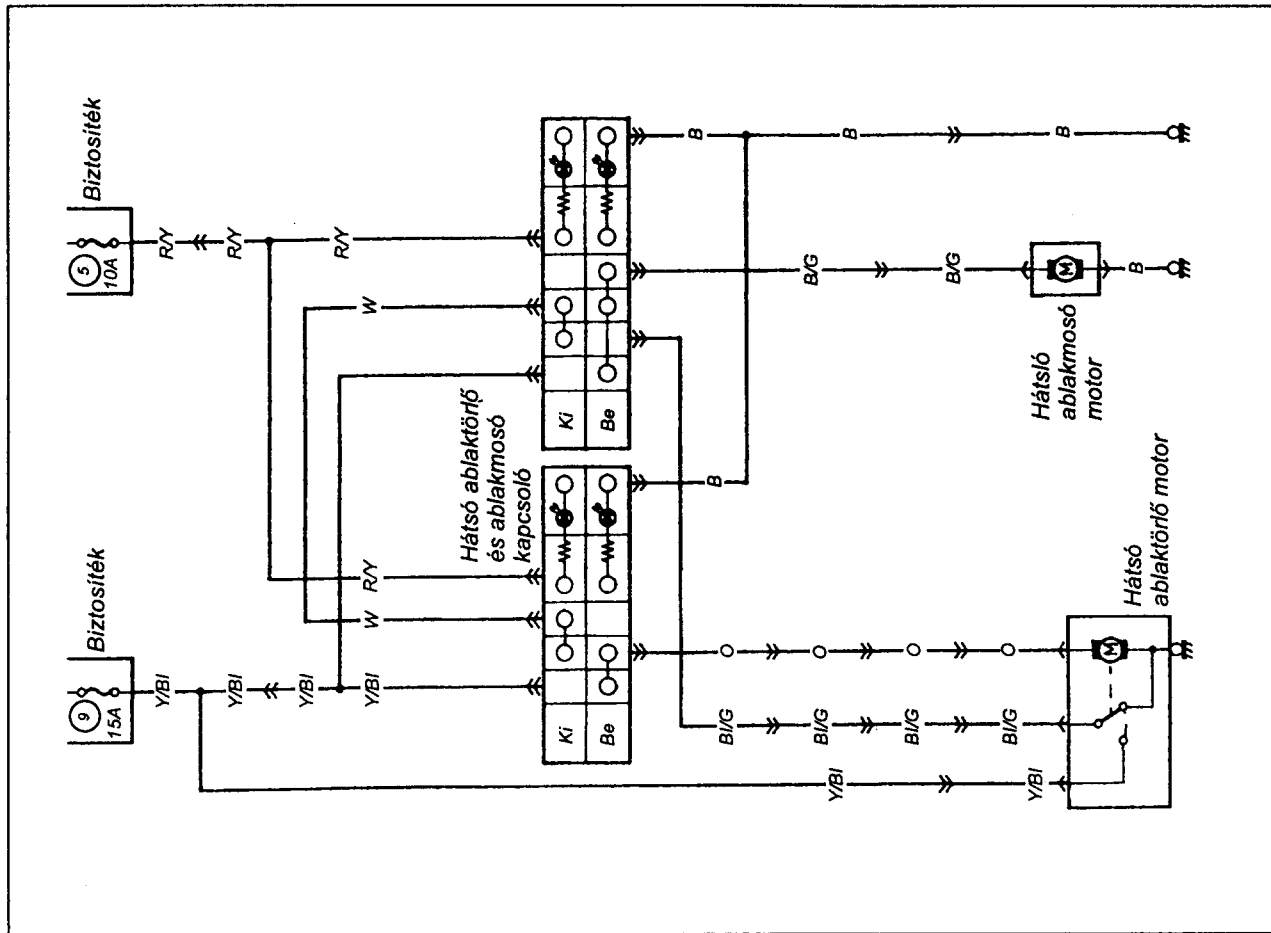 Biztosíték
5
10A
R/Y
R/Y
R/Y
W
Biztosíték
9
15A
Y/Bl
Y/Bl
Y/Bl
Y/Bl
R/Y
W
Hátsó ablaktörlő
és ablakmosó
kapcsoló
Ki
Be
Ki
Be
B
B
B
B
B/G
B/G
B
M
Hátsló
ablakmosó
motor
O
O
O
O
Bl/G
Bl/G
Bl/G
Bl/G
Y/Bl
Y/Bl
M
Hátsó
ablaktörlő motor